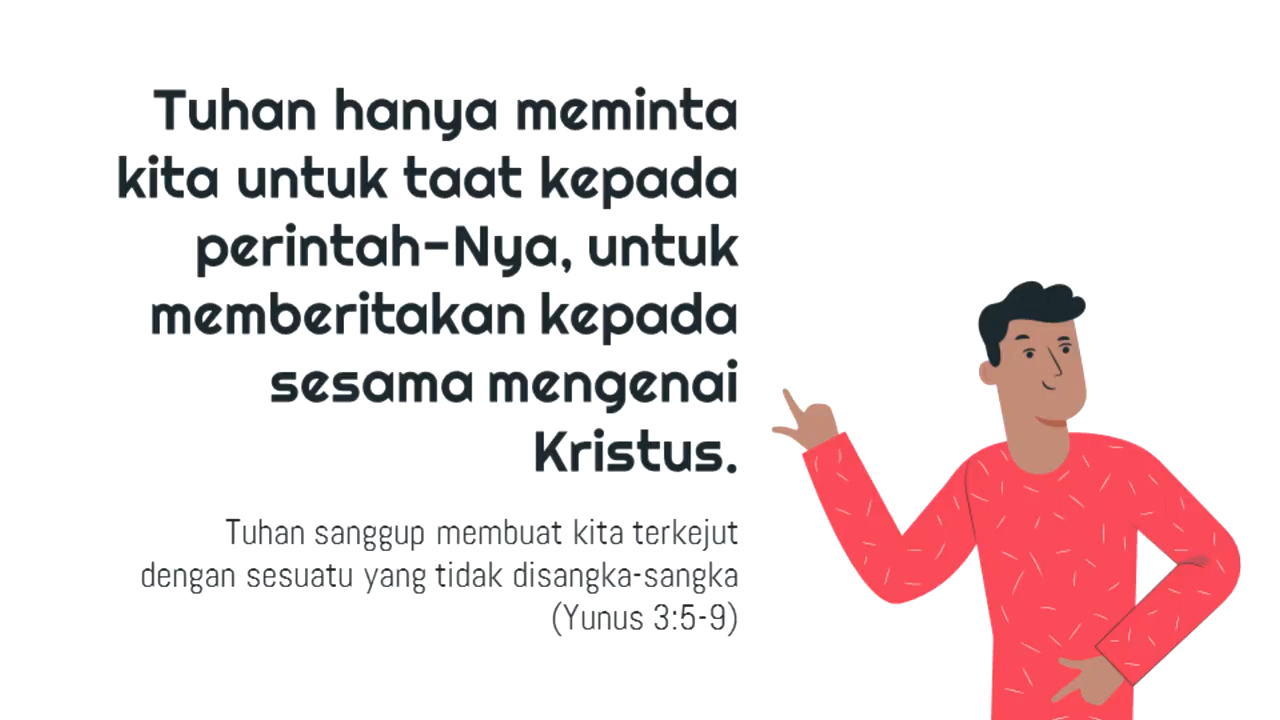 Tuhan hanya meminta
kita untuk taat kepada
perintah-Nya, untuk
memberitakan kepada
sesama mengenai
Kristus.
Tuhan sanggup membuat kita terkejut
dengan sesuatu yang tidak disangka-sangka
(Yunus 3:5-9)